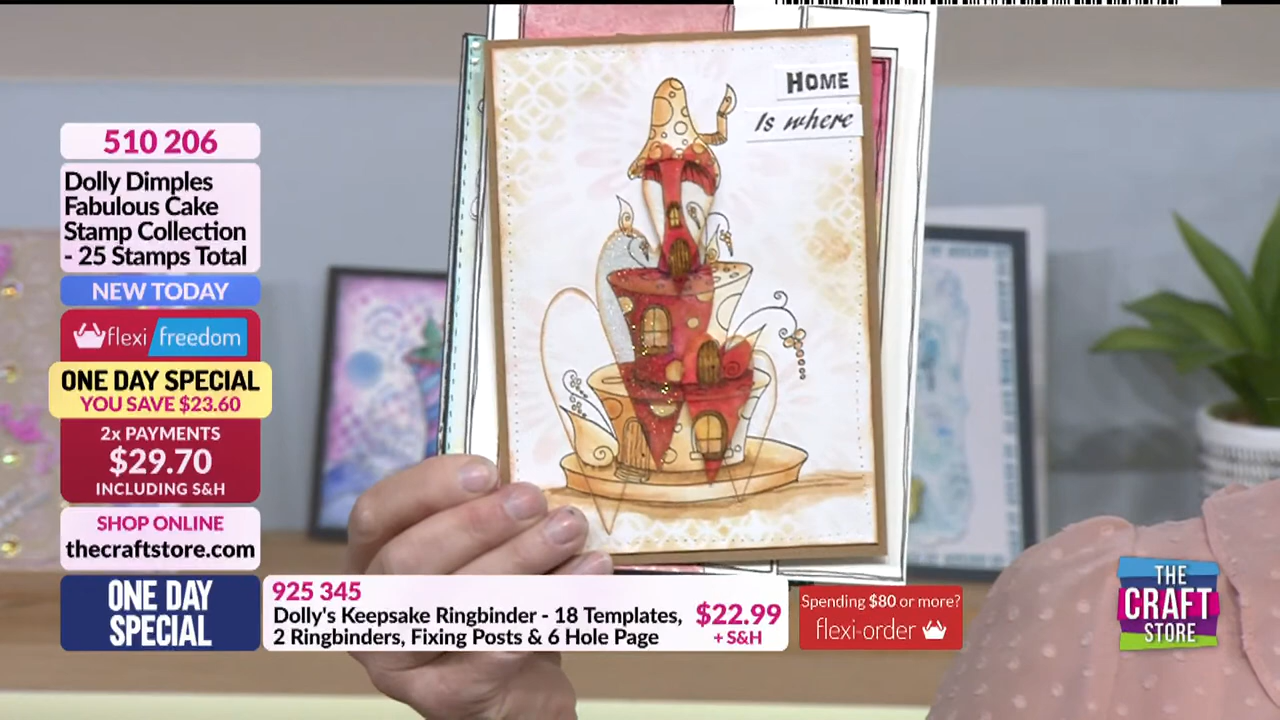 HOME
Is where
510 206
Dolly Dimples
Fabulous Cake
Stamp Collection
- 25 Stamps Total
NEW TODAY
flexi freedom
ONE DAY SPECIAL
YOU SAVE $23.60
2x PAYMENTS
$29.70
INCLUDING S&H
SHOP ONLINE
thecraftstore.com
ONE DAY
SPECIAL
925 345
Dolly's Keepsake Ringbinder - 18 Templates,
2 Ringbinders, Fixing Posts & 6 Hole Page
$22.99
+ S&H
Spending $80 or more?
flexi-order
THE
CRAFT
STORE